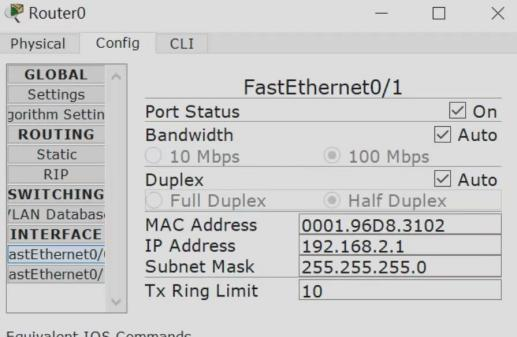 Router0
Physical Config CLI
GLOBAL
Settings
gorithm Settin
ROUTING
Static
RIP
SWITCHING
VLAN Databas
INTERFACE
astEthernet0/
astEthernet0/
FastEthernet0/1
Port Status On
Bandwidth Auto
10 Mbps 100 Mbps
Duplex Auto
Full Duplex Half Duplex
MAC Address 0001.96D8.3102
IP Address 192.168.2.1
Subnet Mask 255.255.255.0
Tx Ring Limit 10
Equivalent IOS Commands